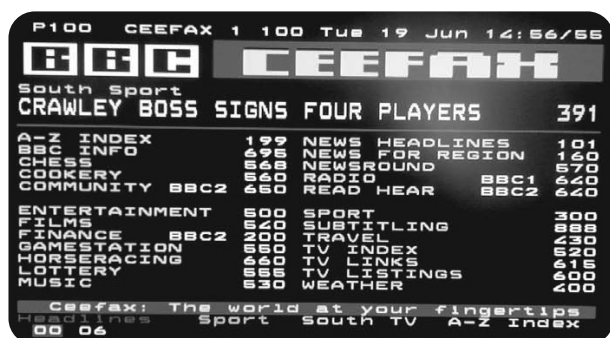 P100 CEEFAX 1 100 Tue 19 Jun 14:56/55
BBC CEEFAX
South Sport
CRAWLEY BOSS SIGNS FOUR PLAYERS 391
A-Z INDEX 199 NEWS HEADLINES 101
BBC INFO 695 NEWS FOR REGION 160
CHESS 568 NEWSROUND 570
COOKERY 560 RADIO BBC1 640
COMMUNITY BBC2 650 READ HEAR BBC2 640
ENTERTAINMENT 500 SPORT 300
FILMS 540 SUBTITLING 888
FINANCE BBC2 200 TRAVEL 430
GAMESTATION 550 TV INDEX 520
HORSERACING 660 TV LINKS 615
LOTTERY 555 TV LISTINGS 600
MUSIC 530 WEATHER 400
Ceefax: The world at your fingertips
Headlines Sport South TV A-Z Index
00 06